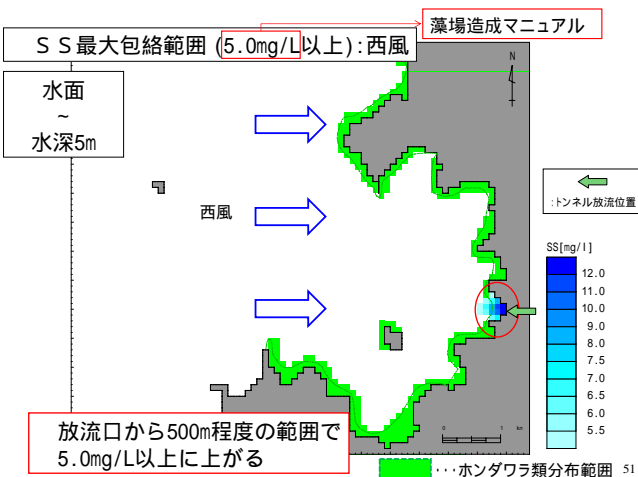 藻場造成マニュアル
ＳＳ最大包絡範囲(5.0mg/L以上):西風
水面
~
水深5m
N
西風
:トンネル放流位置
SS[mg/l]
12.0
11.0
10.0
9.0
8.0
7.5
7.0
6.5
6.0
5.5
0 1 km
放流口から500m程度の範囲で
5.0mg/L以上に上がる
･･･ホンダワラ類分布範囲 51